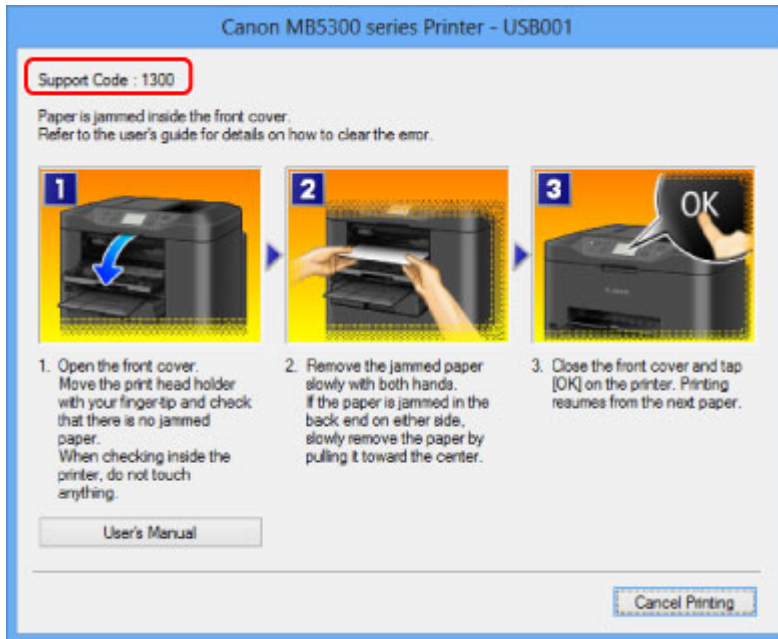 Canon MB5300 series Printer - USB001
Support Code : 1300
Paper is jammed inside the front cover.
Refer to the user's guide for details on how to clear the error.
1
2
3
OK
1. Open the front cover.
Move the print head holder
with your finger-tip and check
that there is no jammed
paper.
When checking inside the
printer, do not touch
anything.
2. Remove the jammed paper
slowly with both hands.
If the paper is jammed in the
back end on either side,
slowly remove the paper by
pulling it toward the center.
3. Close the front cover and tap
[OK] on the printer. Printing
resumes from the next paper.
User's Manual
Cancel Printing